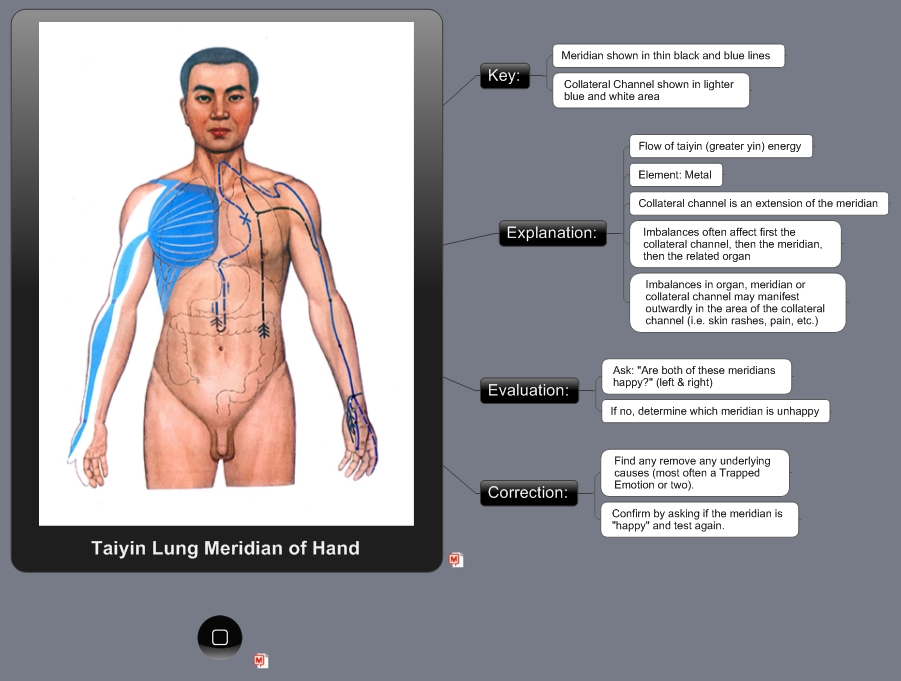 Key:
Meridian shown in thin black and blue lines
Collateral Channel shown in lighter
blue and white area
Explanation:
Flow of taiyin (greater yin) energy
Element: Metal
Collateral channel is an extension of the meridian
Imbalances often affect first the
collateral channel, then the meridian,
then the related organ
Imbalances in organ, meridian or
collateral channel may manifest
outwardly in the area of the collateral
channel (i.e. skin rashes, pain, etc.)
Evaluation:
Ask: "Are both of these meridians
happy?" (left & right)
If no, determine which meridian is unhappy
Correction:
Find any remove any underlying
causes (most often a Trapped
Emotion or two).
Confirm by asking if the meridian is
"happy" and test again.
Taiyin Lung Meridian of Hand
M
M